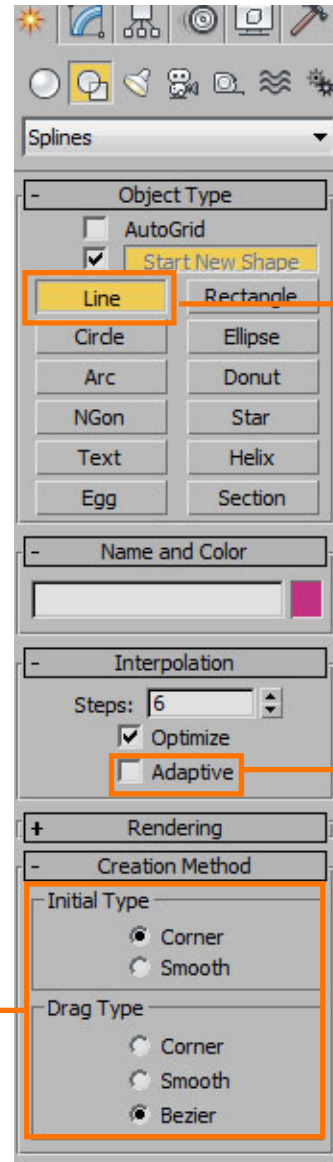 Splines
- Object Type
AutoGrid
Start New Shape
Line Rectangle
Circle Ellipse
Arc Donut
NGon Star
Text Helix
Egg Section
- Name and Color
- Interpolation
Steps: 6
Optimize
Adaptive
+ Rendering
- Creation Method
Initial Type
Corner
Smooth
Drag Type
Corner
Smooth
Bezier